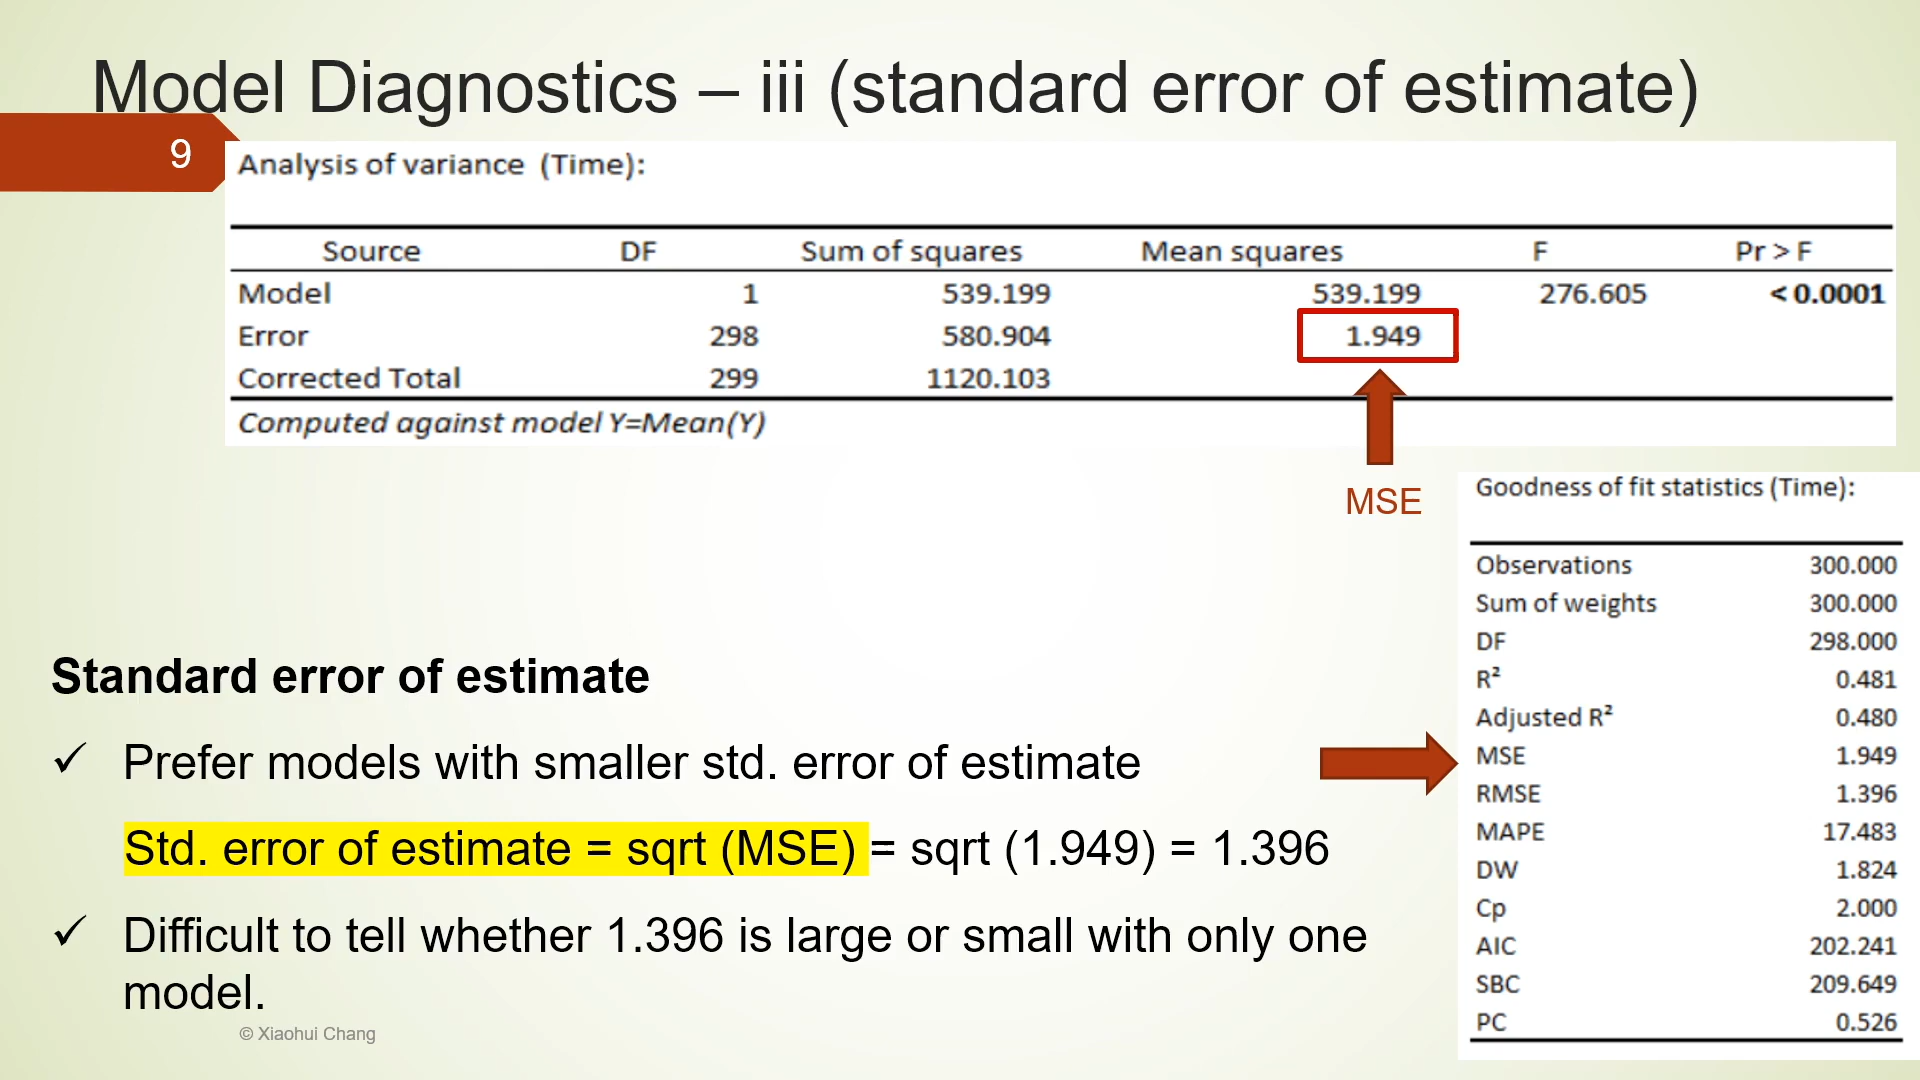 Model Diagnostics – iii (standard error of estimate)
9
Analysis of variance (Time):
Source DF Sum of squares Mean squares F Pr > F
Model 1 539.199 539.199 276.605 < 0.0001
Error 298 580.904 1.949
Corrected Total 299 1120.103
Computed against model Y=Mean(Y)
MSE
Goodness of fit statistics (Time):
Observations 300.000
Sum of weights 300.000
DF 298.000
R² 0.481
Adjusted R² 0.480
MSE 1.949
RMSE 1.396
MAPE 17.483
DW 1.824
Cp 2.000
AIC 202.241
SBC 209.649
PC 0.526
Standard error of estimate
✓ Prefer models with smaller std. error of estimate
Std. error of estimate = sqrt (MSE) = sqrt (1.949) = 1.396
✓ Difficult to tell whether 1.396 is large or small with only one
model.
© Xiaohui Chang